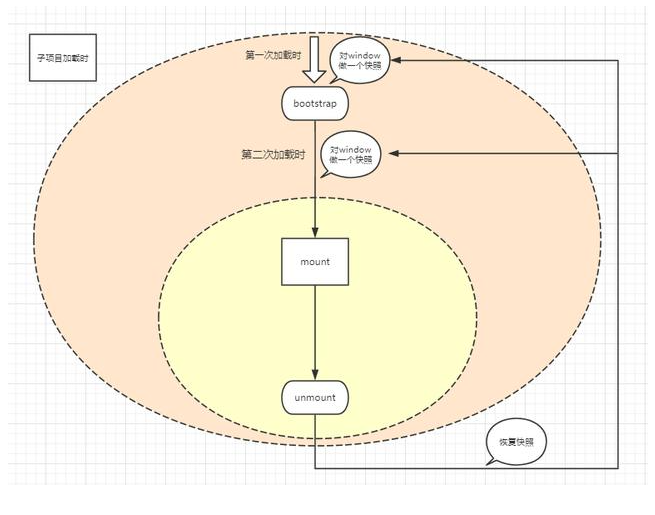 子项目加载时
第一次加载时
对window
做一个快照
bootstrap
第二次加载时
对window
做一个快照
mount
unmount
恢复快照